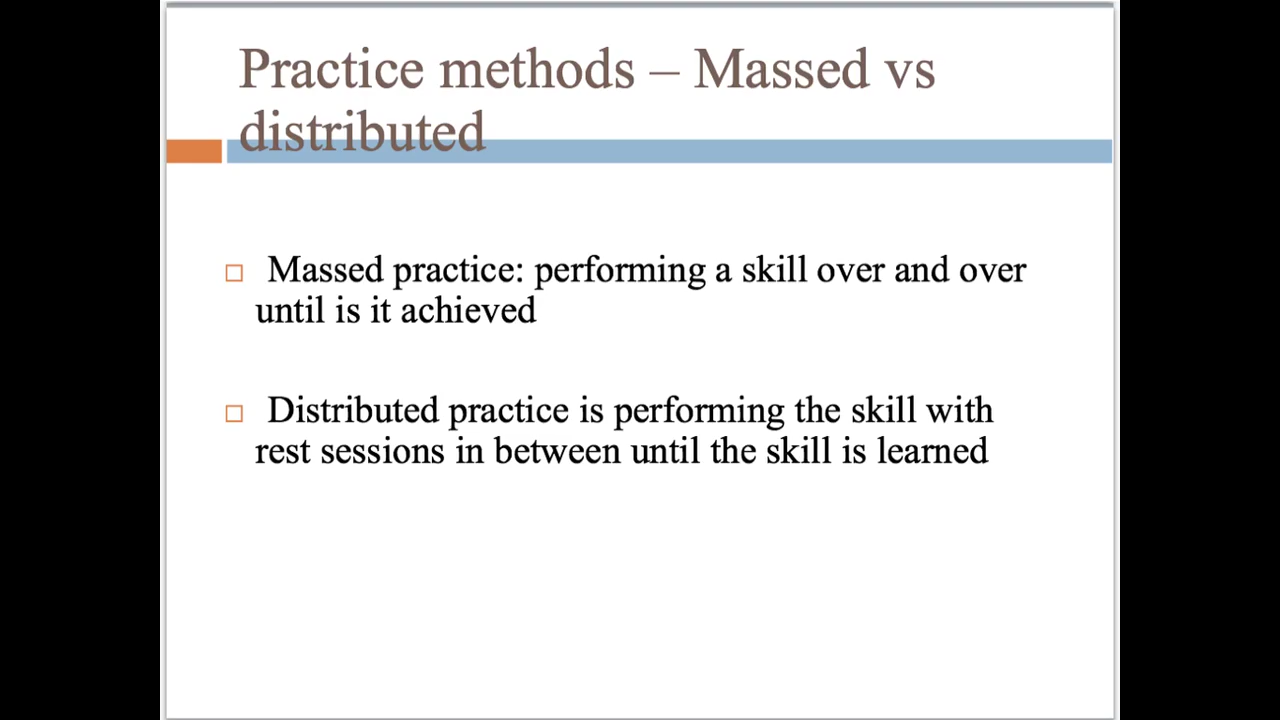 Practice methods – Massed vs
distributed
Massed practice: performing a skill over and over
until is it achieved
Distributed practice is performing the skill with
rest sessions in between until the skill is learned